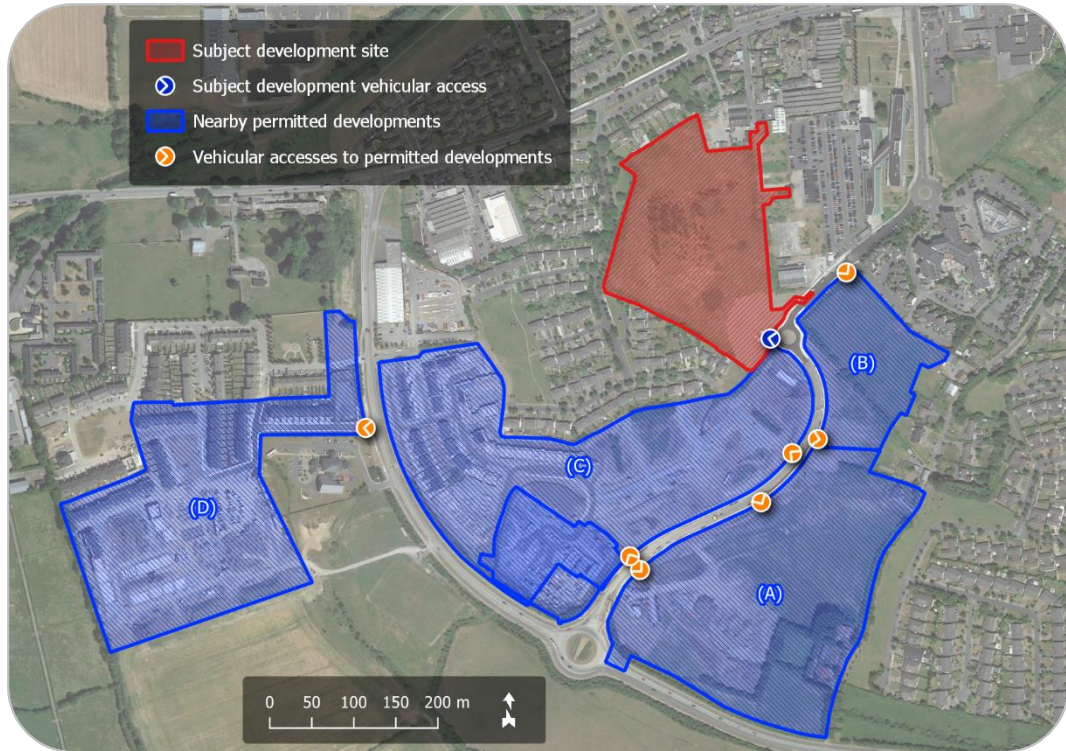 Subject development site
Subject development vehicular access
Nearby permitted developments
Vehicular accesses to permitted developments
(B)
(C)
(D)
(A)
0 50 100 150 200 m